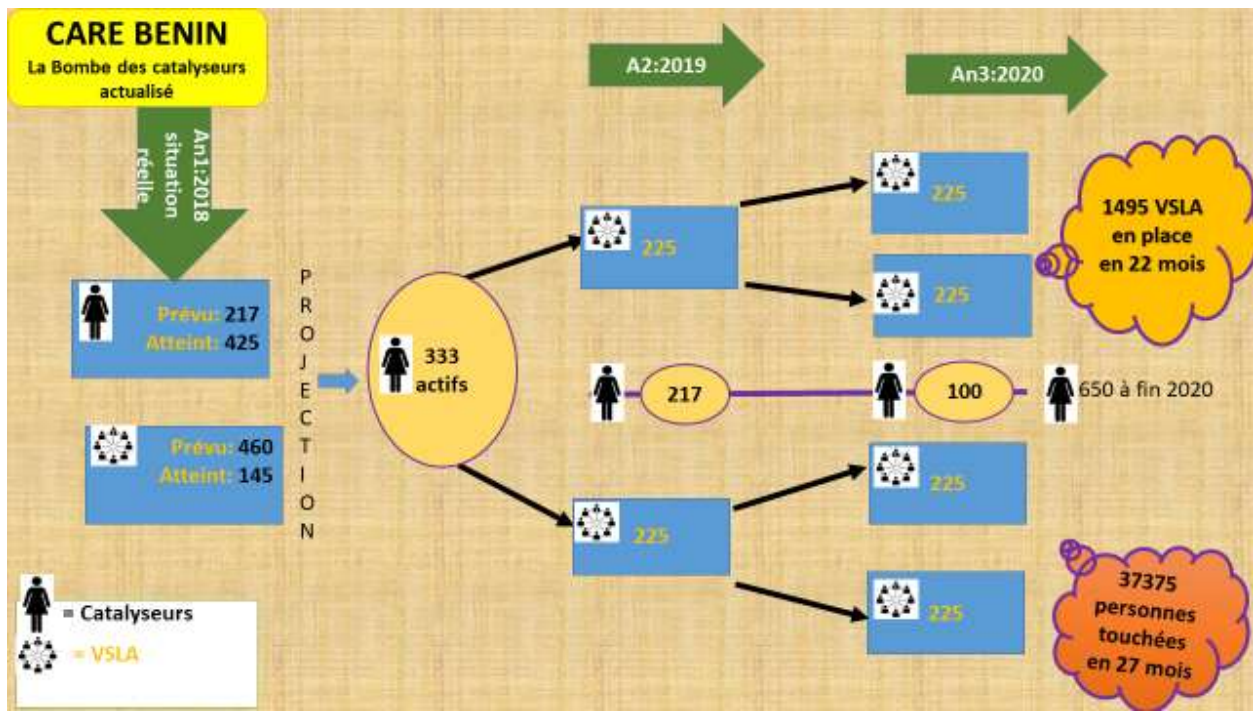 CARE BENIN
La Bombe des catalyseurs
actualisé
A2:2019
An3:2020
An1:2018
situation
réelle
Prévu: 217
Atteint: 425
Prévu: 460
Atteint: 145
PROJECTION
333
actifs
225
225
225
225
1495 VSLA
en place
en 22 mois
217
100
650 à fin 2020
225
225
225
37375
personnes
touchées
en 27 mois
= Catalyseurs
= VSLA